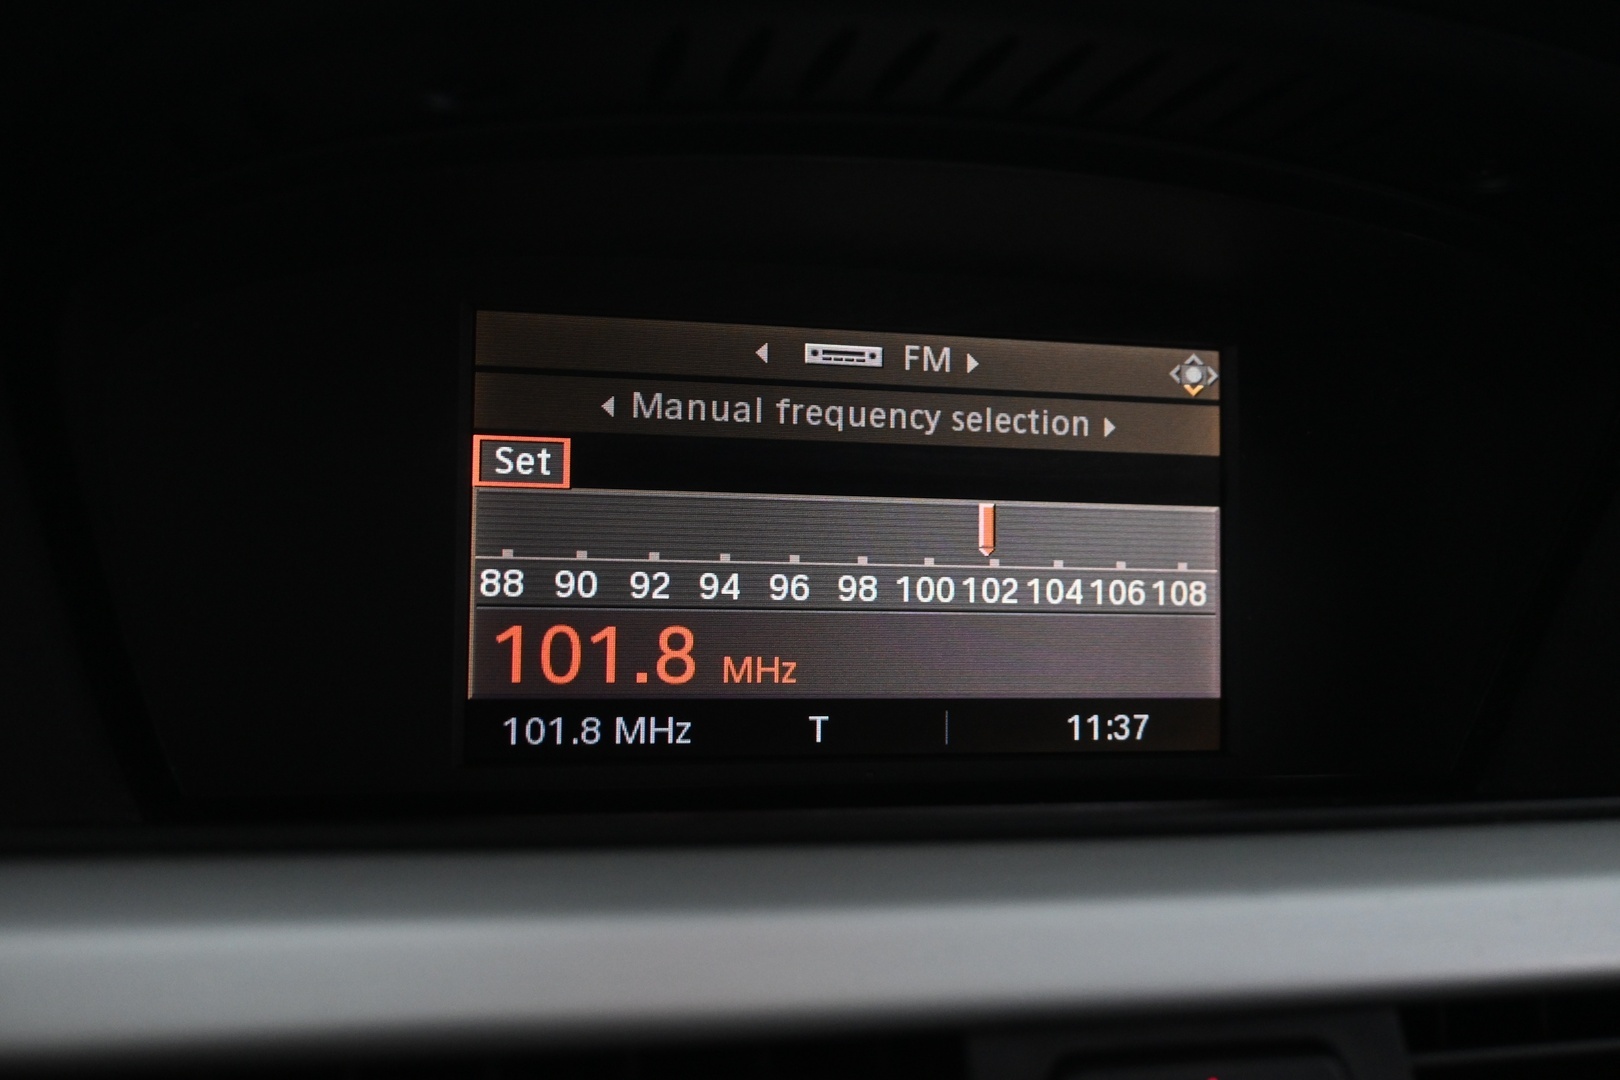 FM
Manual frequency selection
Set
88 90 92 94 96 98 100 102 104 106 108
101.8 MHz
101.8 MHz T 11:37